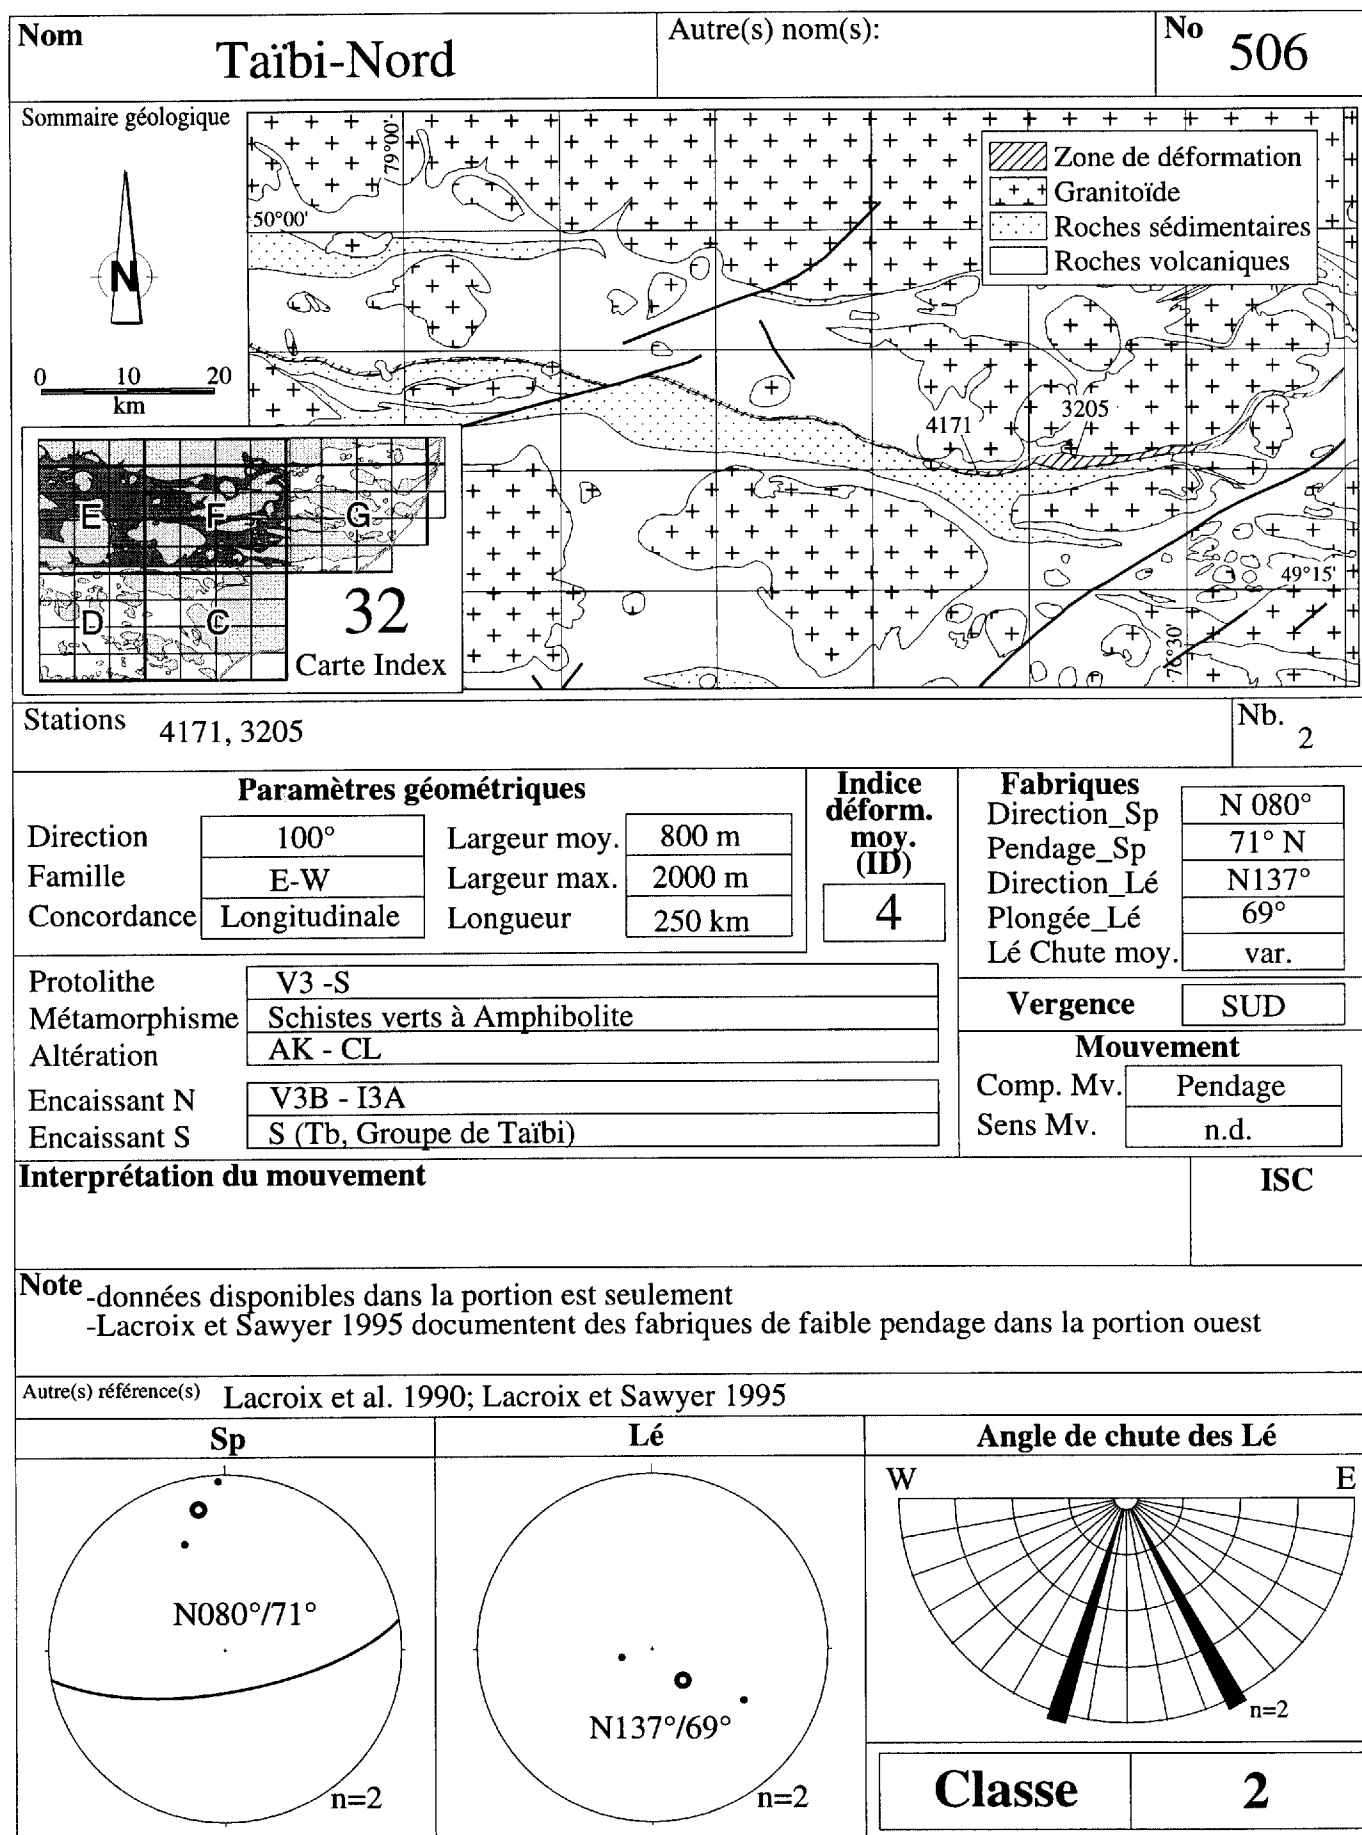 Nom
Taïbi-Nord
Autre(s) nom(s):
No
506
Sommaire géologique
N
0 10 20
km
79°00'
50°00'
Zone de déformation
Granitoïde
Roches sédimentaires
Roches volcaniques
4171
3205
49°15'
76°30'
E F G
D C
32
Carte Index
Stations 4171, 3205
Nb.
2
Paramètres géométriques
Direction 100°
Famille E-W
Concordance Longitudinale
Largeur moy. 800 m
Largeur max. 2000 m
Longueur 250 km
Indice
déform.
moy.
(ID)
4
Fabriques
Direction_Sp N 080°
Pendage_Sp 71° N
Direction_Lé N137°
Plongée_Lé 69°
Lé Chute moy. var.
Protolithe V3 -S
Métamorphisme Schistes verts à Amphibolite
Altération AK - CL
Encaissant N V3B - I3A
Encaissant S S (Tb, Groupe de Taïbi)
Vergence SUD
Mouvement
Comp. Mv. Pendage
Sens Mv. n.d.
Interprétation du mouvement
ISC
Note -données disponibles dans la portion est seulement
-Lacroix et Sawyer 1995 documentent des fabriques de faible pendage dans la portion ouest
Autre(s) référence(s) Lacroix et al. 1990; Lacroix et Sawyer 1995
Sp
N080°/71°
n=2
Lé
N137°/69°
n=2
Angle de chute des Lé
W E
n=2
Classe 2